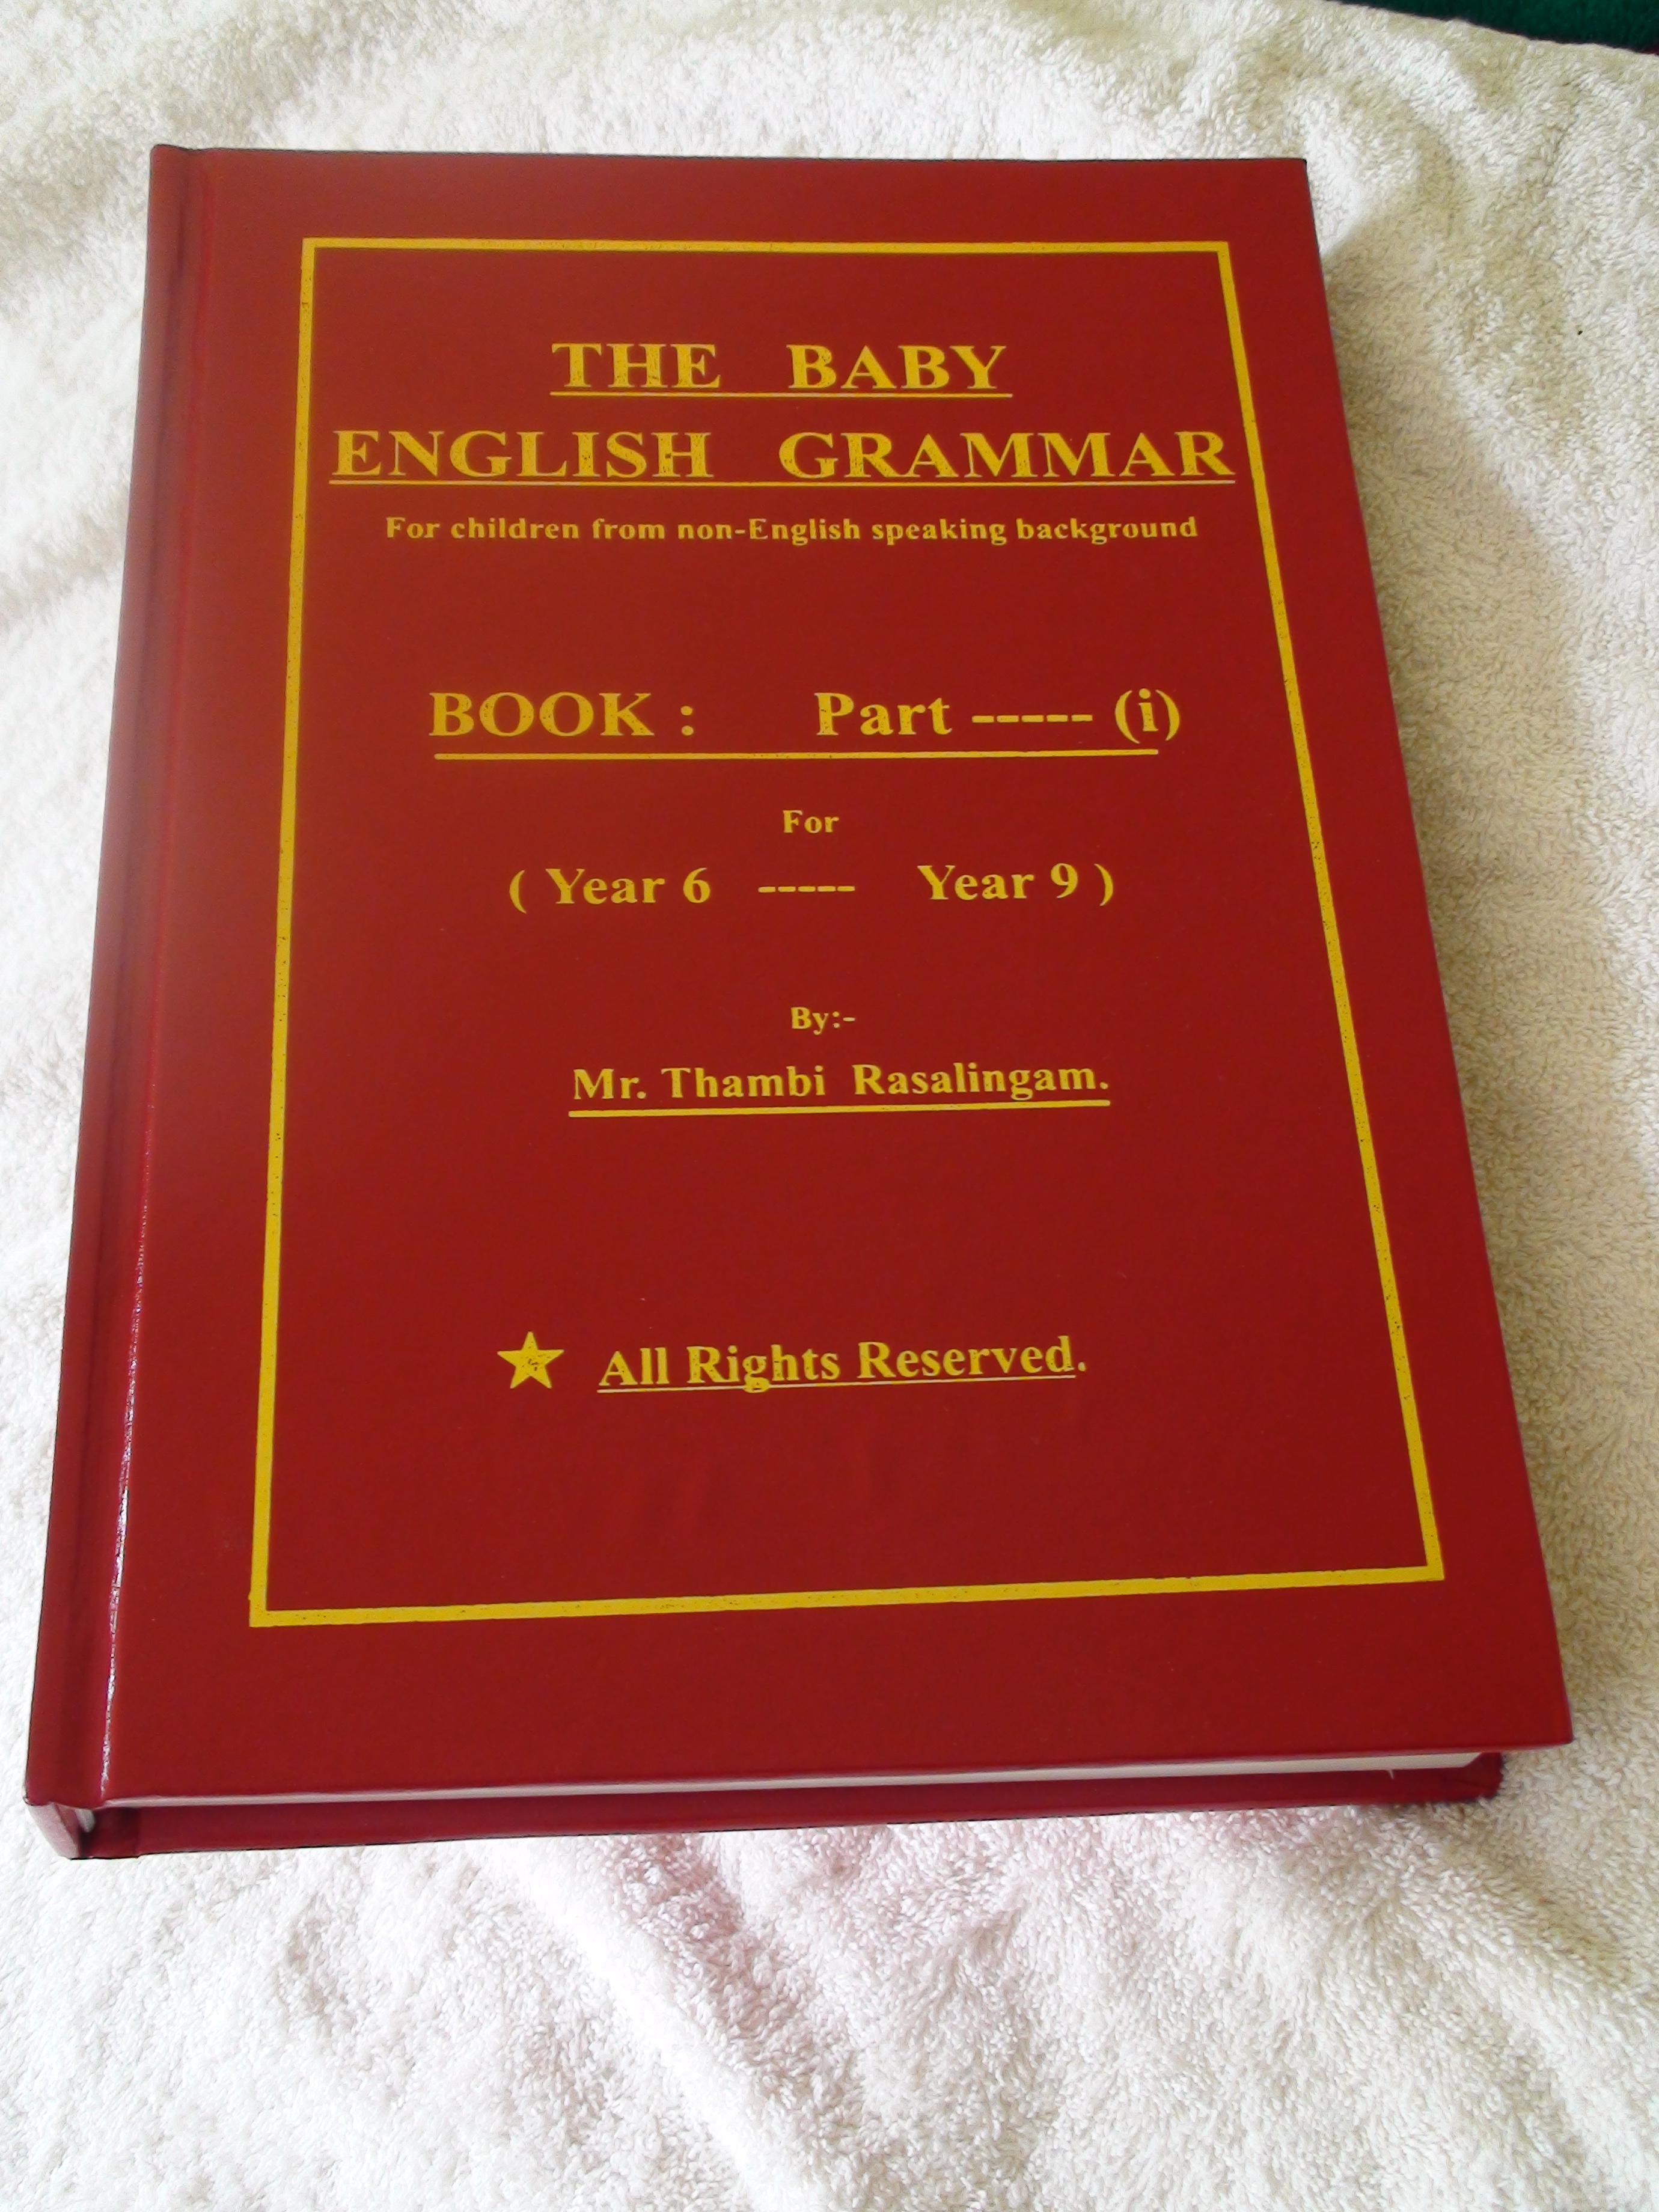 THE BABY
ENGLISH GRAMMAR
For children from non-English speaking background
BOOK : Part ----- (i)
For
( Year 6 ----- Year 9 )
By:-
Mr. Thambi Rasalingam.
★ All Rights Reserved.